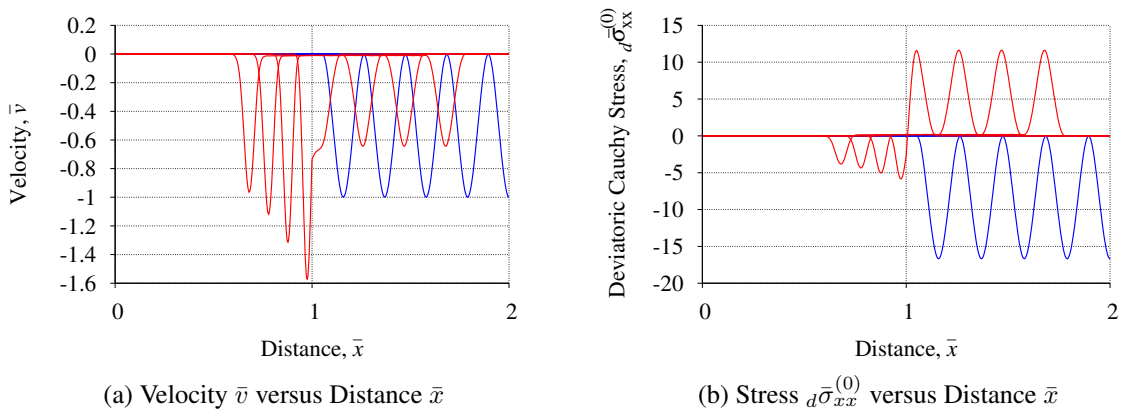 0.2
0
-0.2
-0.4
-0.6
-0.8
-1
-1.2
-1.4
-1.6
0 1 2
Velocity, v̄
Distance, x̄
(a) Velocity v̄ versus Distance x̄
15
10
5
0
-5
-10
-15
-20
0 1 2
Deviatoric Cauchy Stress, dσ̄xx(0)
Distance, x̄
(b) Stress dσ̄xx(0) versus Distance x̄